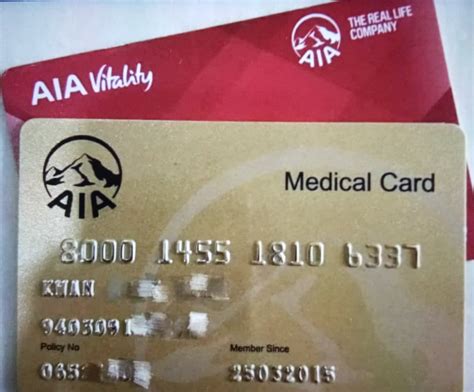 THE REAL LIFE
COMPANY
AIA
AIA Vitality
AIA
Medical Card
8000 1455 1810 6337
KHAN
9403091
Policy No Member Since
065 25032015